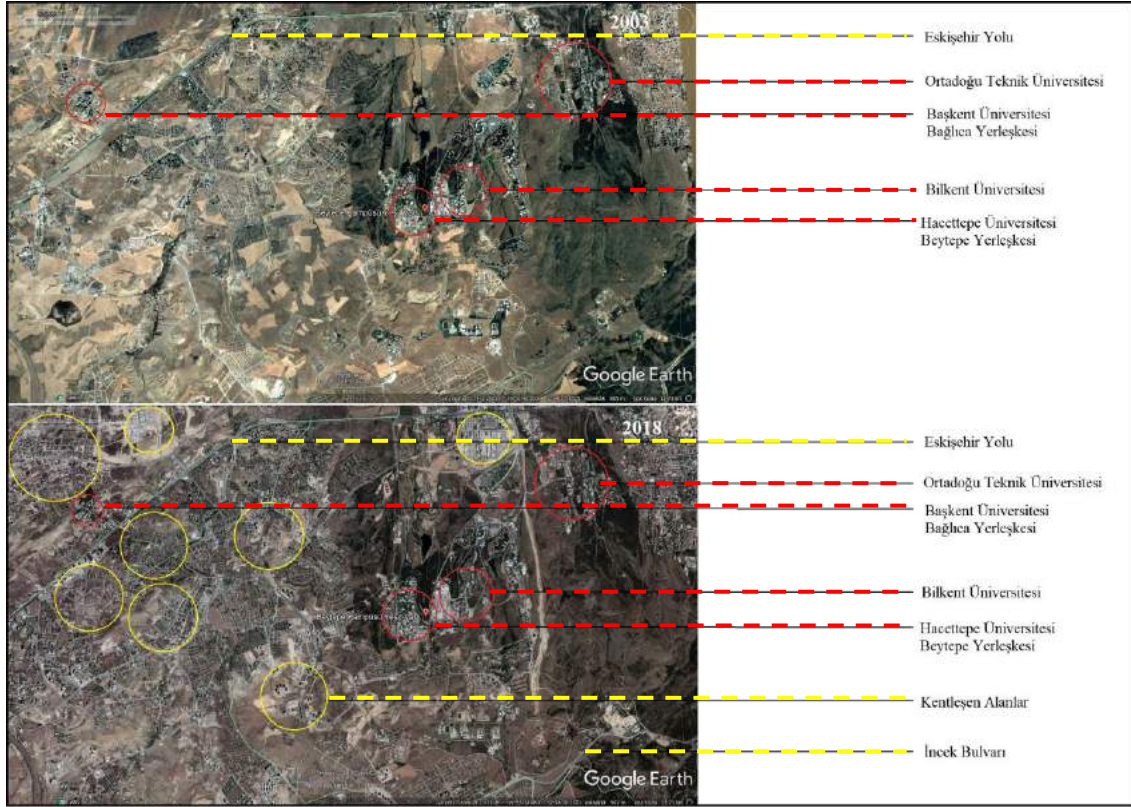 2003
Eskişehir Yolu
Ortadoğu Teknik Üniversitesi
Başkent Üniversitesi
Bağlıca Yerleşkesi
Bilkent Üniversitesi
Hacettepe Üniversitesi
Beytepe Yerleşkesi
Google Earth
2018
Eskişehir Yolu
Ortadoğu Teknik Üniversitesi
Başkent Üniversitesi
Bağlıca Yerleşkesi
Bilkent Üniversitesi
Hacettepe Üniversitesi
Beytepe Yerleşkesi
Kentleşen Alanlar
İncek Bulvarı
Google Earth